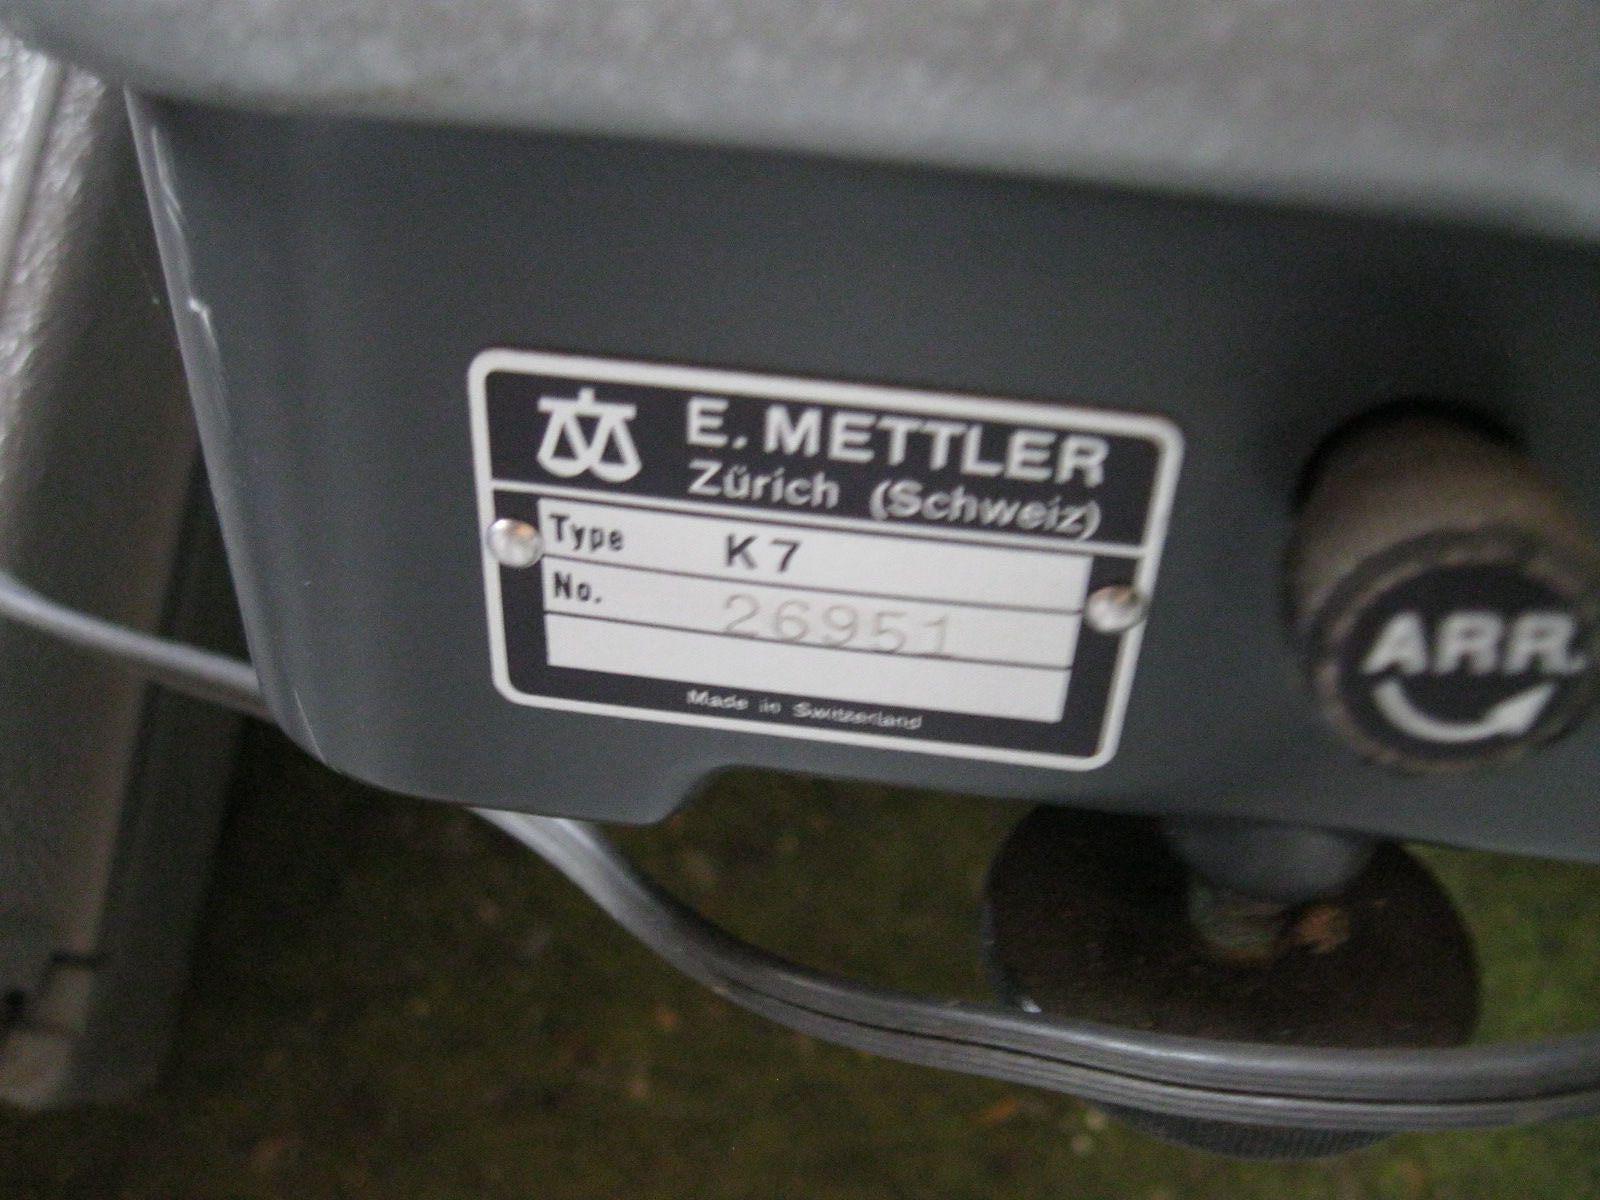 E. METTLER
Zürich (Schweiz)
Type K7
No. 26951
Made in Switzerland
ARR.